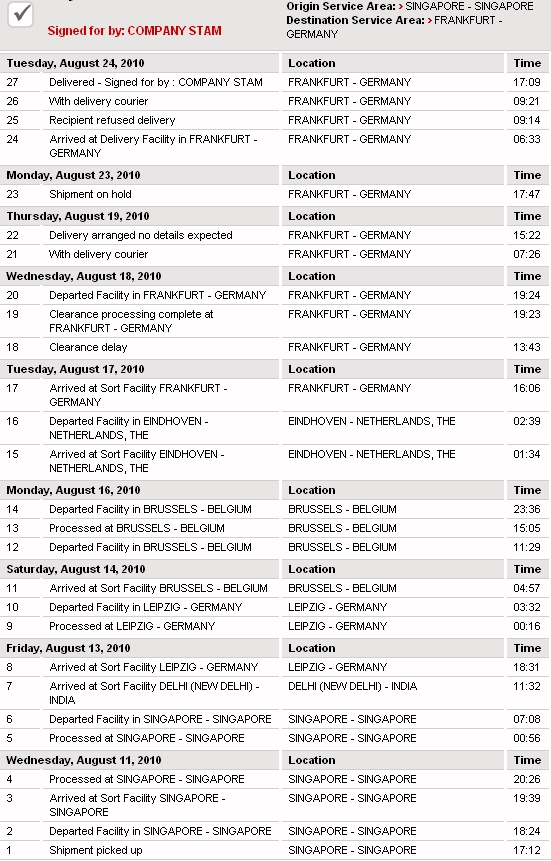 Origin Service Area: > SINGAPORE - SINGAPORE
Destination Service Area: > FRANKFURT -
GERMANY
Signed for by: COMPANY STAM
Tuesday, August 24, 2010 Location Time
27 Delivered - Signed for by : COMPANY STAM FRANKFURT - GERMANY 17:09
26 With delivery courier FRANKFURT - GERMANY 09:21
25 Recipient refused delivery FRANKFURT - GERMANY 09:14
24 Arrived at Delivery Facility in FRANKFURT - FRANKFURT - GERMANY 06:33
GERMANY
Monday, August 23, 2010 Location Time
23 Shipment on hold FRANKFURT - GERMANY 17:47
Thursday, August 19, 2010 Location Time
22 Delivery arranged no details expected FRANKFURT - GERMANY 15:22
21 With delivery courier FRANKFURT - GERMANY 07:26
Wednesday, August 18, 2010 Location Time
20 Departed Facility in FRANKFURT - GERMANY FRANKFURT - GERMANY 19:24
19 Clearance processing complete at FRANKFURT - GERMANY 19:23
FRANKFURT - GERMANY
18 Clearance delay FRANKFURT - GERMANY 13:43
Tuesday, August 17, 2010 Location Time
17 Arrived at Sort Facility FRANKFURT - FRANKFURT - GERMANY 16:06
GERMANY
16 Departed Facility in EINDHOVEN - EINDHOVEN - NETHERLANDS, THE 02:39
NETHERLANDS, THE
15 Arrived at Sort Facility EINDHOVEN - EINDHOVEN - NETHERLANDS, THE 01:34
NETHERLANDS, THE
Monday, August 16, 2010 Location Time
14 Departed Facility in BRUSSELS - BELGIUM BRUSSELS - BELGIUM 23:36
13 Processed at BRUSSELS - BELGIUM BRUSSELS - BELGIUM 15:05
12 Departed Facility in BRUSSELS - BELGIUM BRUSSELS - BELGIUM 11:29
Saturday, August 14, 2010 Location Time
11 Arrived at Sort Facility BRUSSELS - BELGIUM BRUSSELS - BELGIUM 04:57
10 Departed Facility in LEIPZIG - GERMANY LEIPZIG - GERMANY 03:32
9 Processed at LEIPZIG - GERMANY LEIPZIG - GERMANY 00:16
Friday, August 13, 2010 Location Time
8 Arrived at Sort Facility LEIPZIG - GERMANY LEIPZIG - GERMANY 18:31
7 Arrived at Sort Facility DELHI (NEW DELHI) - DELHI (NEW DELHI) - INDIA 11:32
INDIA
6 Departed Facility in SINGAPORE - SINGAPORE SINGAPORE - SINGAPORE 07:08
5 Processed at SINGAPORE - SINGAPORE SINGAPORE - SINGAPORE 00:56
Wednesday, August 11, 2010 Location Time
4 Processed at SINGAPORE - SINGAPORE SINGAPORE - SINGAPORE 20:26
3 Arrived at Sort Facility SINGAPORE - SINGAPORE - SINGAPORE 19:39
SINGAPORE
2 Departed Facility in SINGAPORE - SINGAPORE SINGAPORE - SINGAPORE 18:24
1 Shipment picked up SINGAPORE - SINGAPORE 17:12